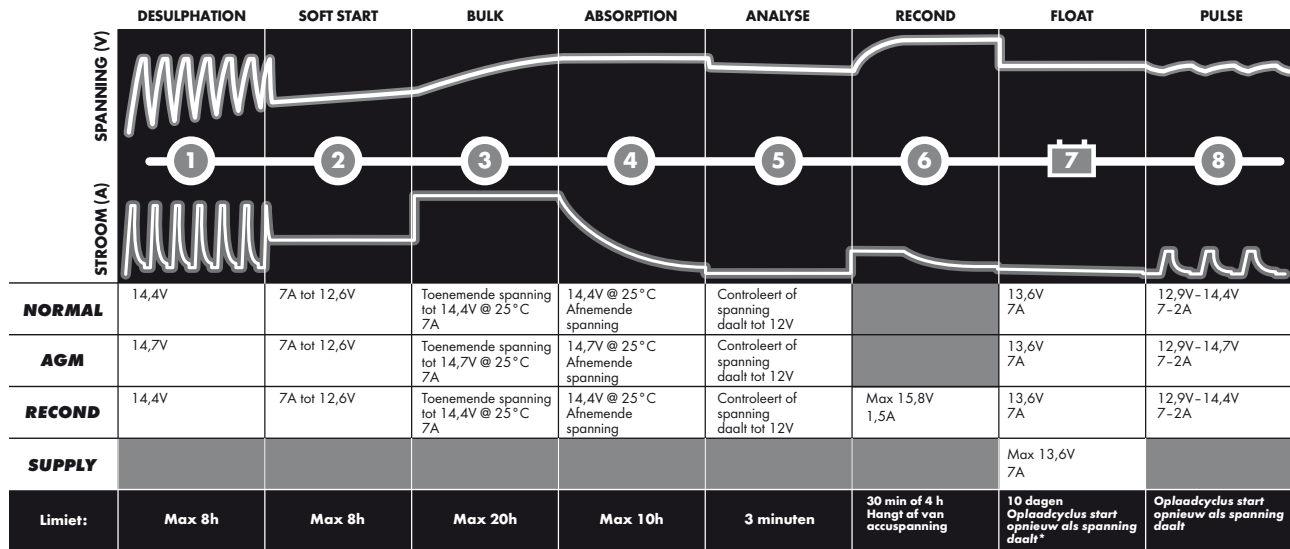 DESULPHATION SOFT START BULK ABSORPTION ANALYSE RECOND FLOAT PULSE
SPANNING (V)
1 2 3 4 5 6 7 8
STROOM (A)
NORMAL
14,4V
7A tot 12,6V
Toenemende spanning
tot 14,4V @ 25°C
7A
14,4V @ 25°C
Afnemende
spanning
Controleert of
spanning
daalt tot 12V
13,6V
7A
12,9V–14,4V
7–2A
AGM
14,7V
7A tot 12,6V
Toenemende spanning
tot 14,7V @ 25°C
7A
14,7V @ 25°C
Afnemende
spanning
Controleert of
spanning
daalt tot 12V
13,6V
7A
12,9V–14,7V
7–2A
RECOND
14,4V
7A tot 12,6V
Toenemende spanning
tot 14,4V @ 25°C
7A
14,4V @ 25°C
Afnemende
spanning
Controleert of
spanning
daalt tot 12V
Max 15,8V
1,5A
13,6V
7A
12,9V–14,4V
7–2A
SUPPLY
Max 13,6V
7A
Limiet:
Max 8h
Max 8h
Max 20h
Max 10h
3 minuten
30 min of 4 h
Hangt af van
accuspanning
10 dagen
Oplaadcyclus start
opnieuw als spanning
daalt*
Oplaadcyclus start
opnieuw als spanning
daalt